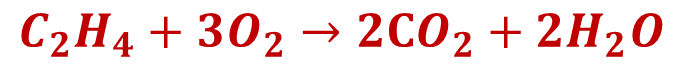 C₂H₄ + 3O₂ → 2CO₂ + 2H₂O